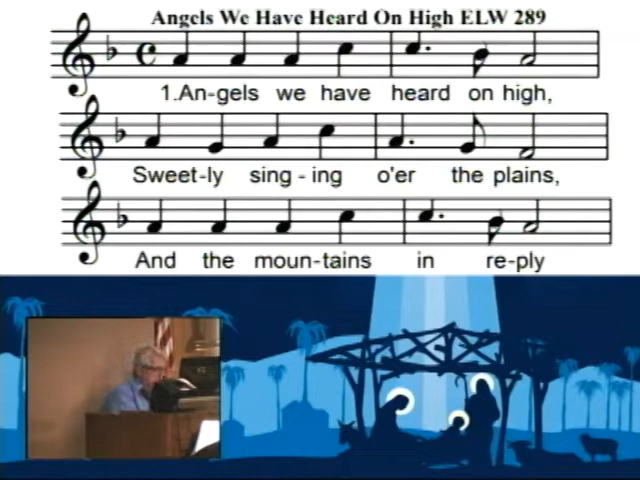 Angels We Have Heard On High ELW 289
1.An-gels we have heard on high,
Sweet-ly sing - ing o'er the plains,
And the moun-tains in re-ply